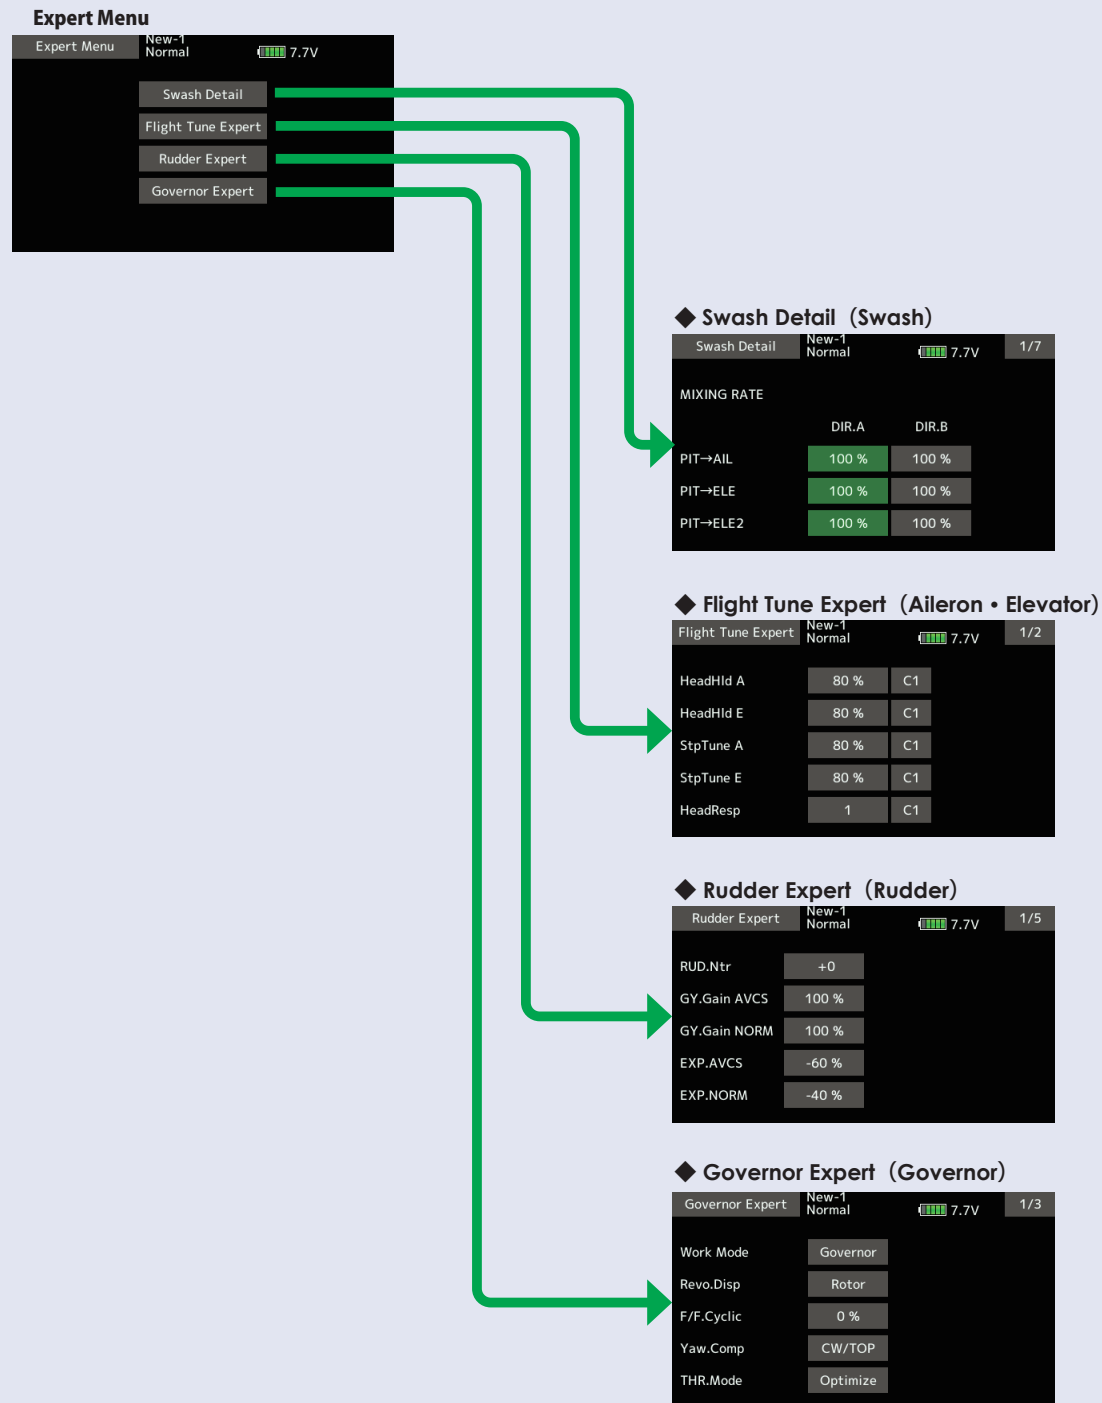 Expert Menu
Expert Menu New-1 Normal 7.7V
Swash Detail
Flight Tune Expert
Rudder Expert
Governor Expert
◆ Swash Detail（Swash）
Swash Detail New-1 Normal 7.7V 1/7
MIXING RATE
DIR.A DIR.B
PIT→AIL 100 % 100 %
PIT→ELE 100 % 100 %
PIT→ELE2 100 % 100 %
◆ Flight Tune Expert（Aileron・Elevator）
Flight Tune Expert New-1 Normal 7.7V 1/2
HeadHld A 80 % C1
HeadHld E 80 % C1
StpTune A 80 % C1
StpTune E 80 % C1
HeadResp 1 C1
◆ Rudder Expert（Rudder）
Rudder Expert New-1 Normal 7.7V 1/5
RUD.Ntr +0
GY.Gain AVCS 100 %
GY.Gain NORM 100 %
EXP.AVCS -60 %
EXP.NORM -40 %
◆ Governor Expert（Governor）
Governor Expert New-1 Normal 7.7V 1/3
Work Mode Governor
Revo.Disp Rotor
F/F.Cyclic 0 %
Yaw.Comp CW/TOP
THR.Mode Optimize